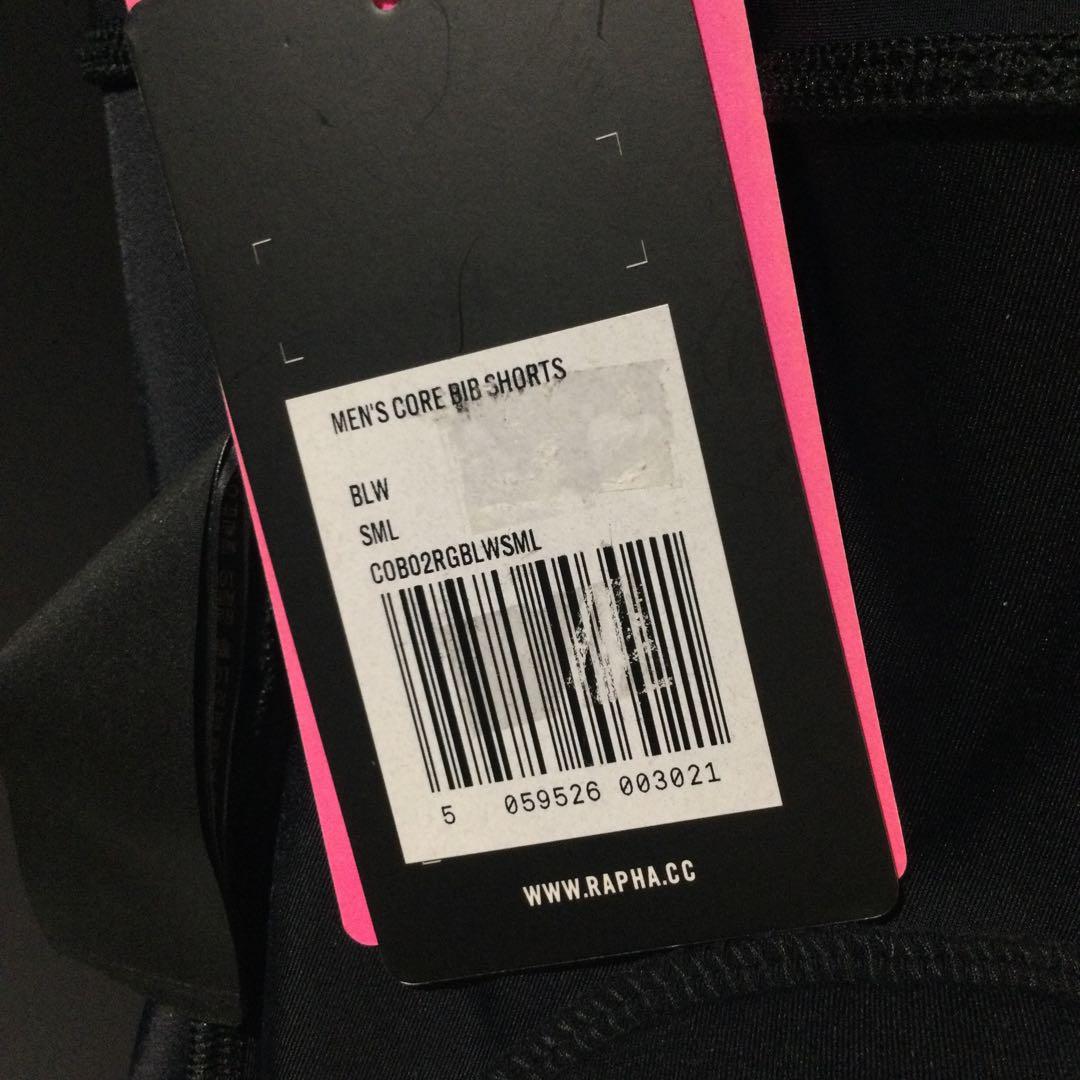 MEN'S CORE BIB SHORTS
BLW
SML
COB02RGBLWSML
5 059526 003021
WWW.RAPHA.CC